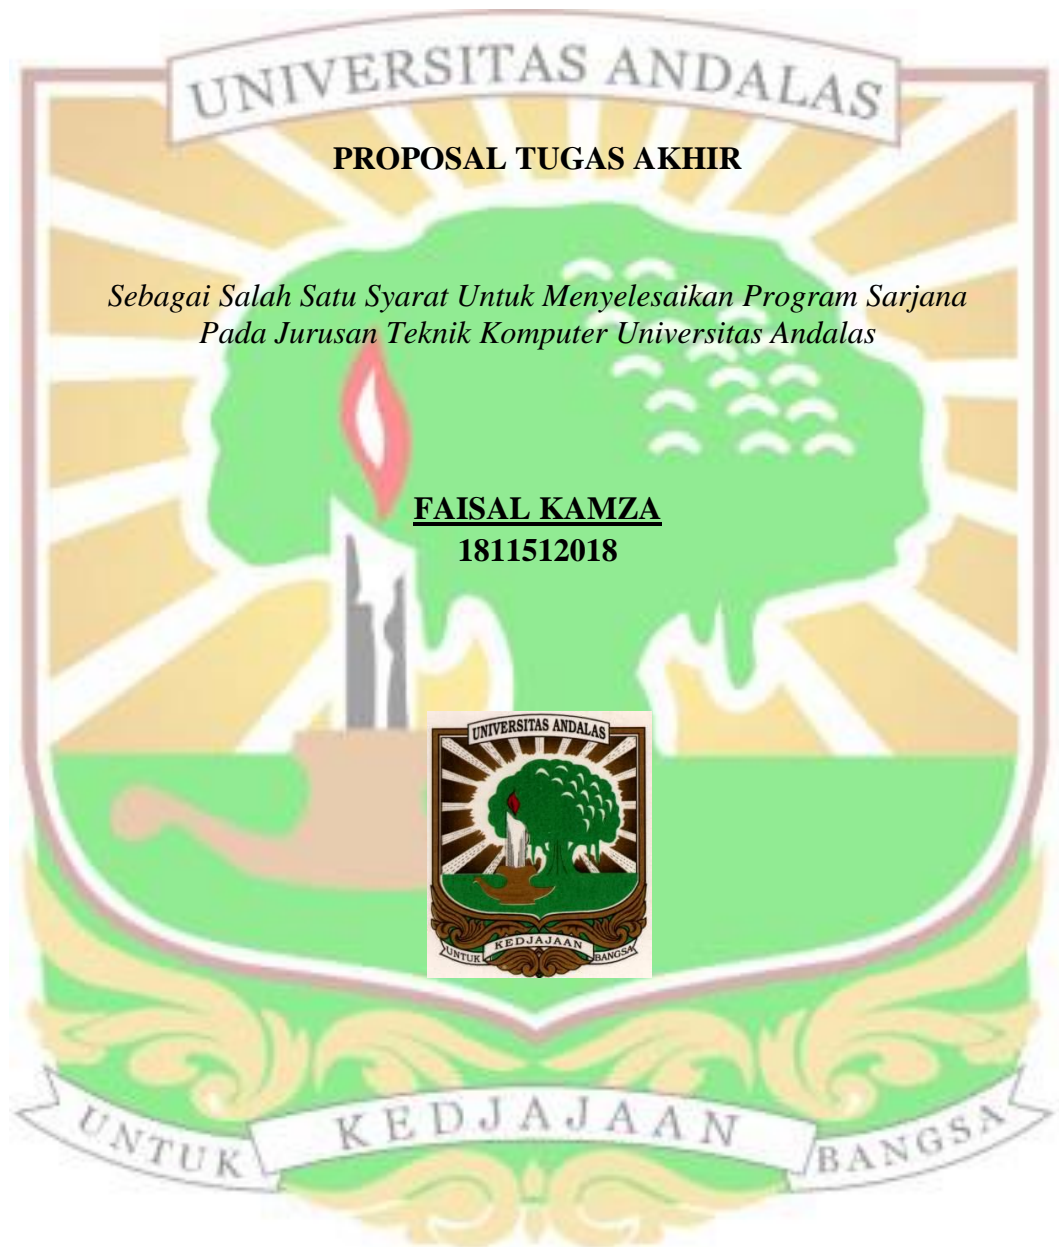 UNIVERSITAS ANDALAS
PROPOSAL TUGAS AKHIR
Sebagai Salah Satu Syarat Untuk Menyelesaikan Program Sarjana
Pada Jurusan Teknik Komputer Universitas Andalas
FAISAL KAMZA
1811512018
UNIVERSITAS ANDALAS
UNTUK KEDJAJAAN BANGSA
UNTUK KEDJAJAAN BANGSA